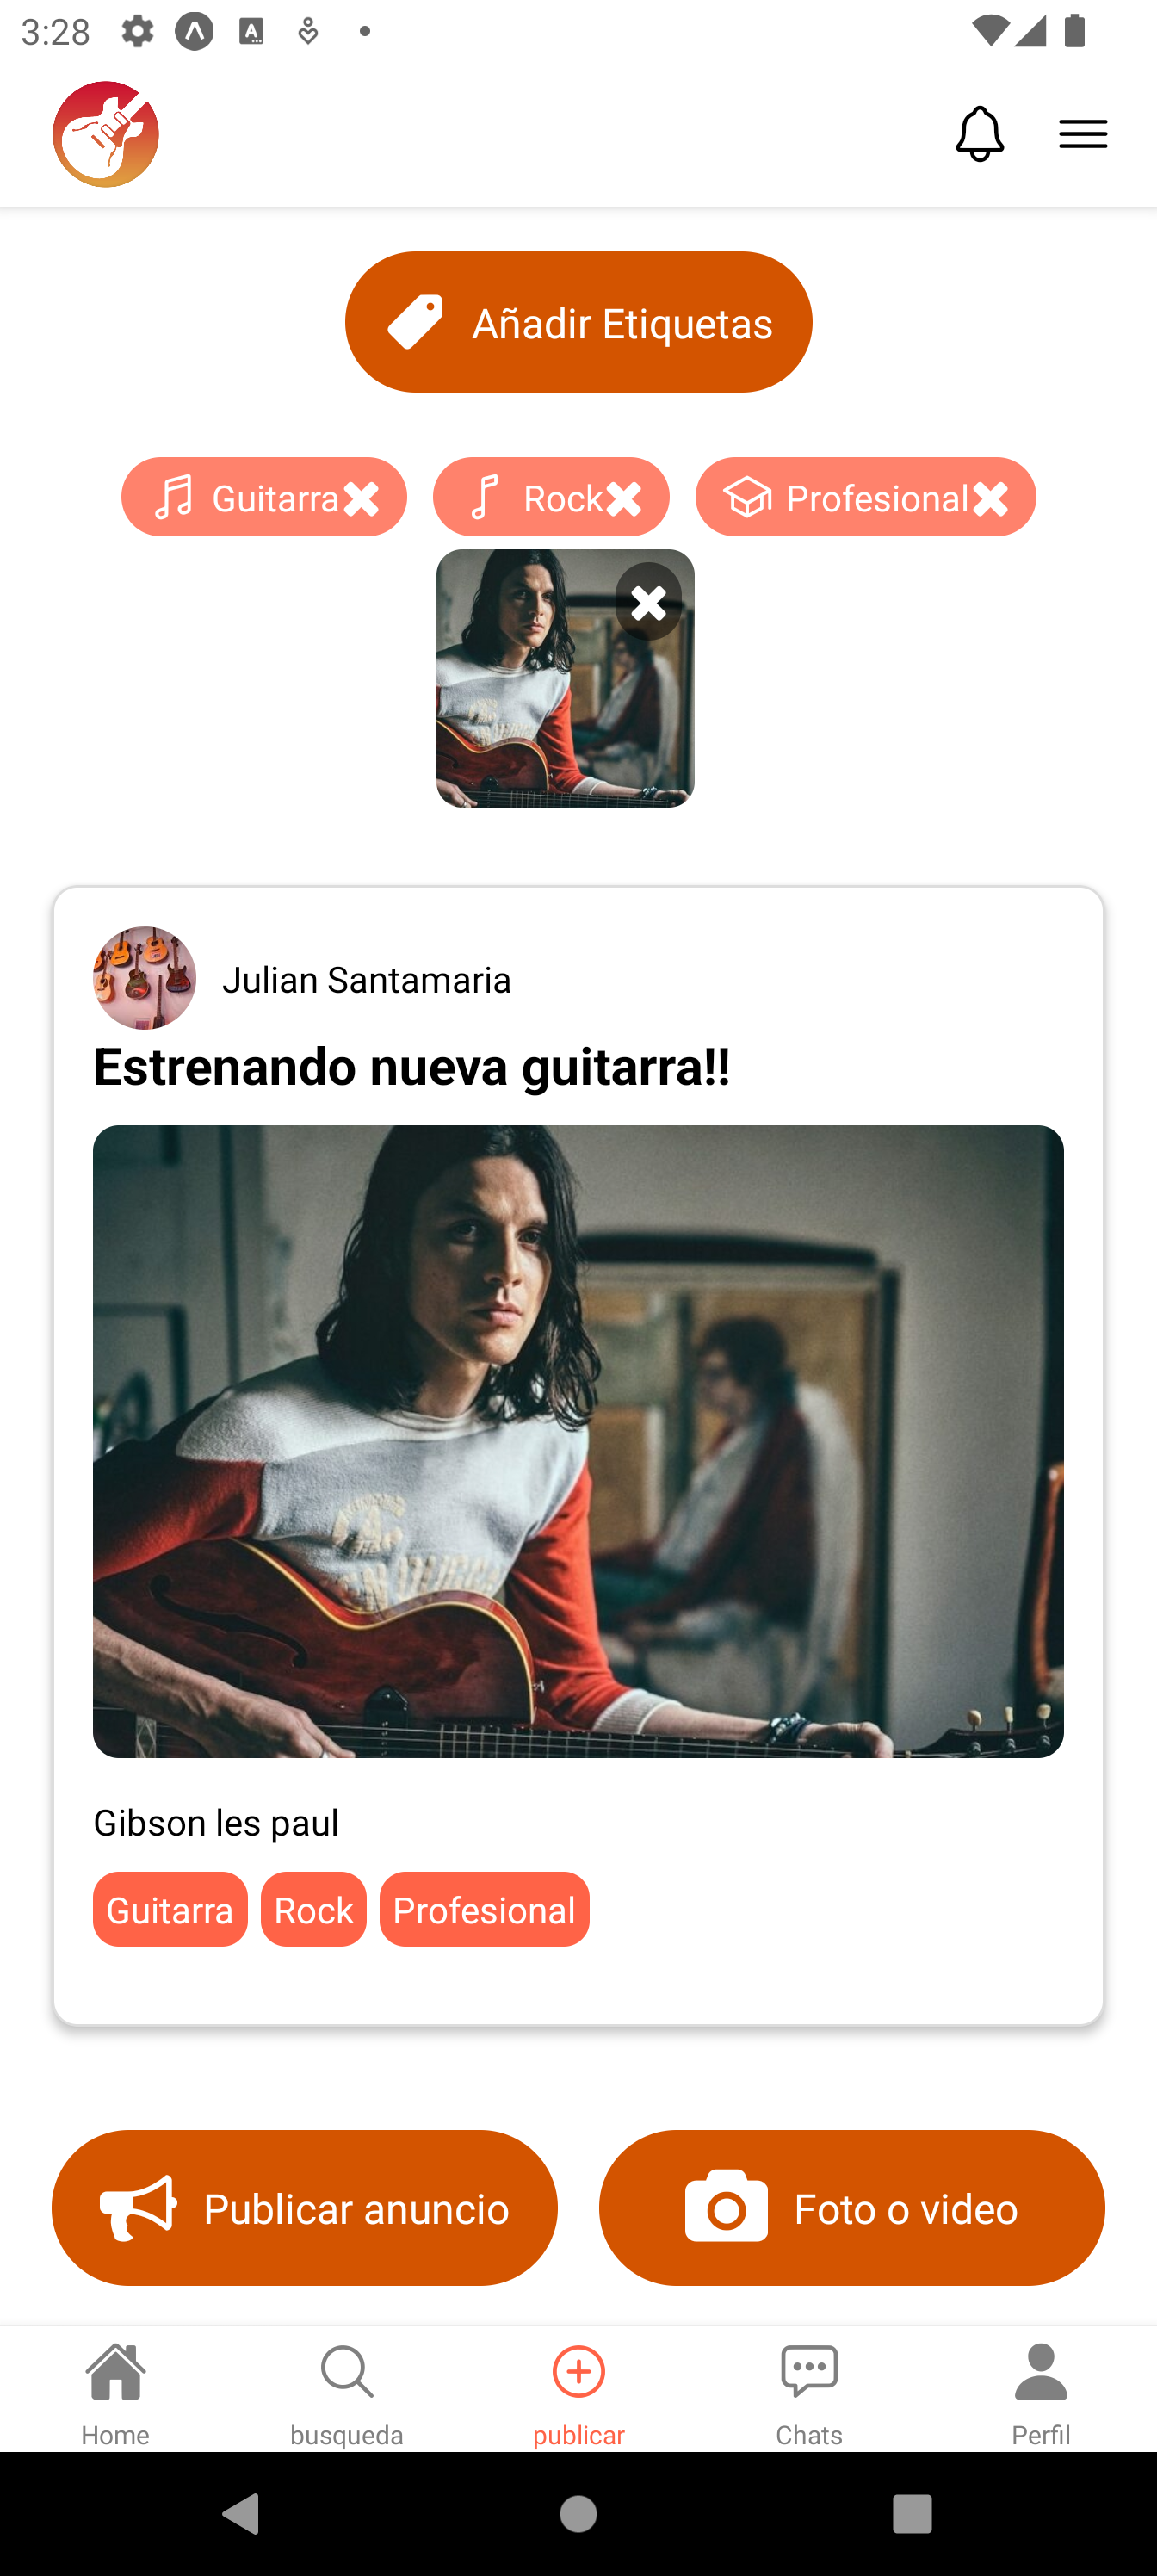 3:28
Añadir Etiquetas
Guitarra Rock Profesional
Julian Santamaria
Estrenando nueva guitarra!!
Gibson les paul
Guitarra Rock Profesional
Publicar anuncio Foto o video
Home busqueda publicar Chats Perfil